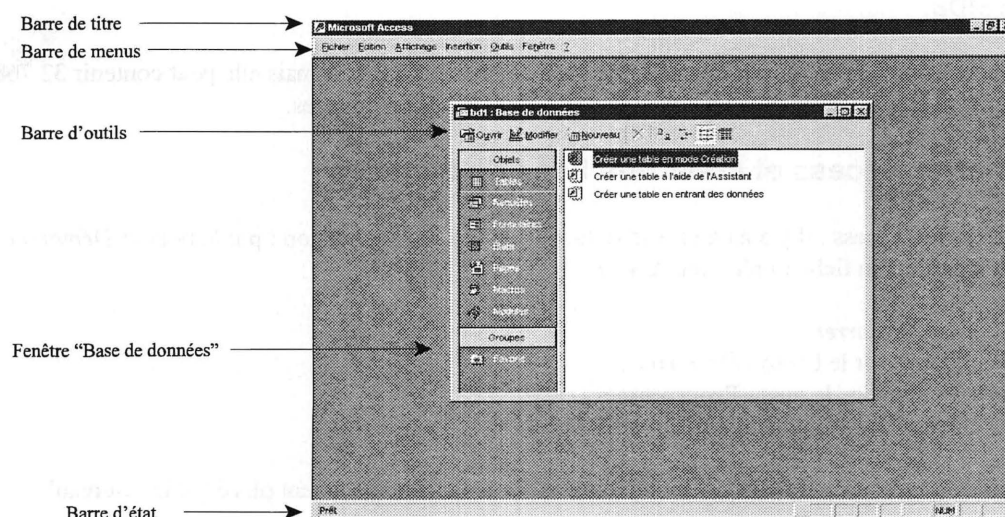 Barre de titre
Microsoft Access
Barre de menus
Fichier Edition Affichage Insertion Outils Fenêtre ?
bd1 : Base de données
Barre d'outils
Ouvrir Modifier Nouveau
Objets
Créer une table en mode Création
Tables
Créer une table à l'aide de l'Assistant
Requêtes
Créer une table en entrant des données
Formulaires
Etats
Pages
Macros
Modules
Fenêtre “Base de données”
Groupes
Favoris
Barre d'état
Prêt
NUM